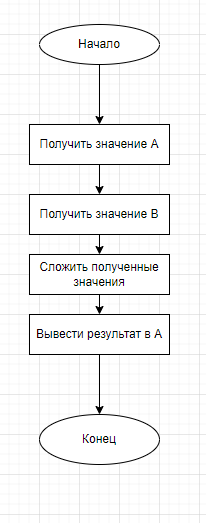 Начало
Получить значение А
Получить значение В
Сложить полученные
значения
Вывести результат в А
Конец